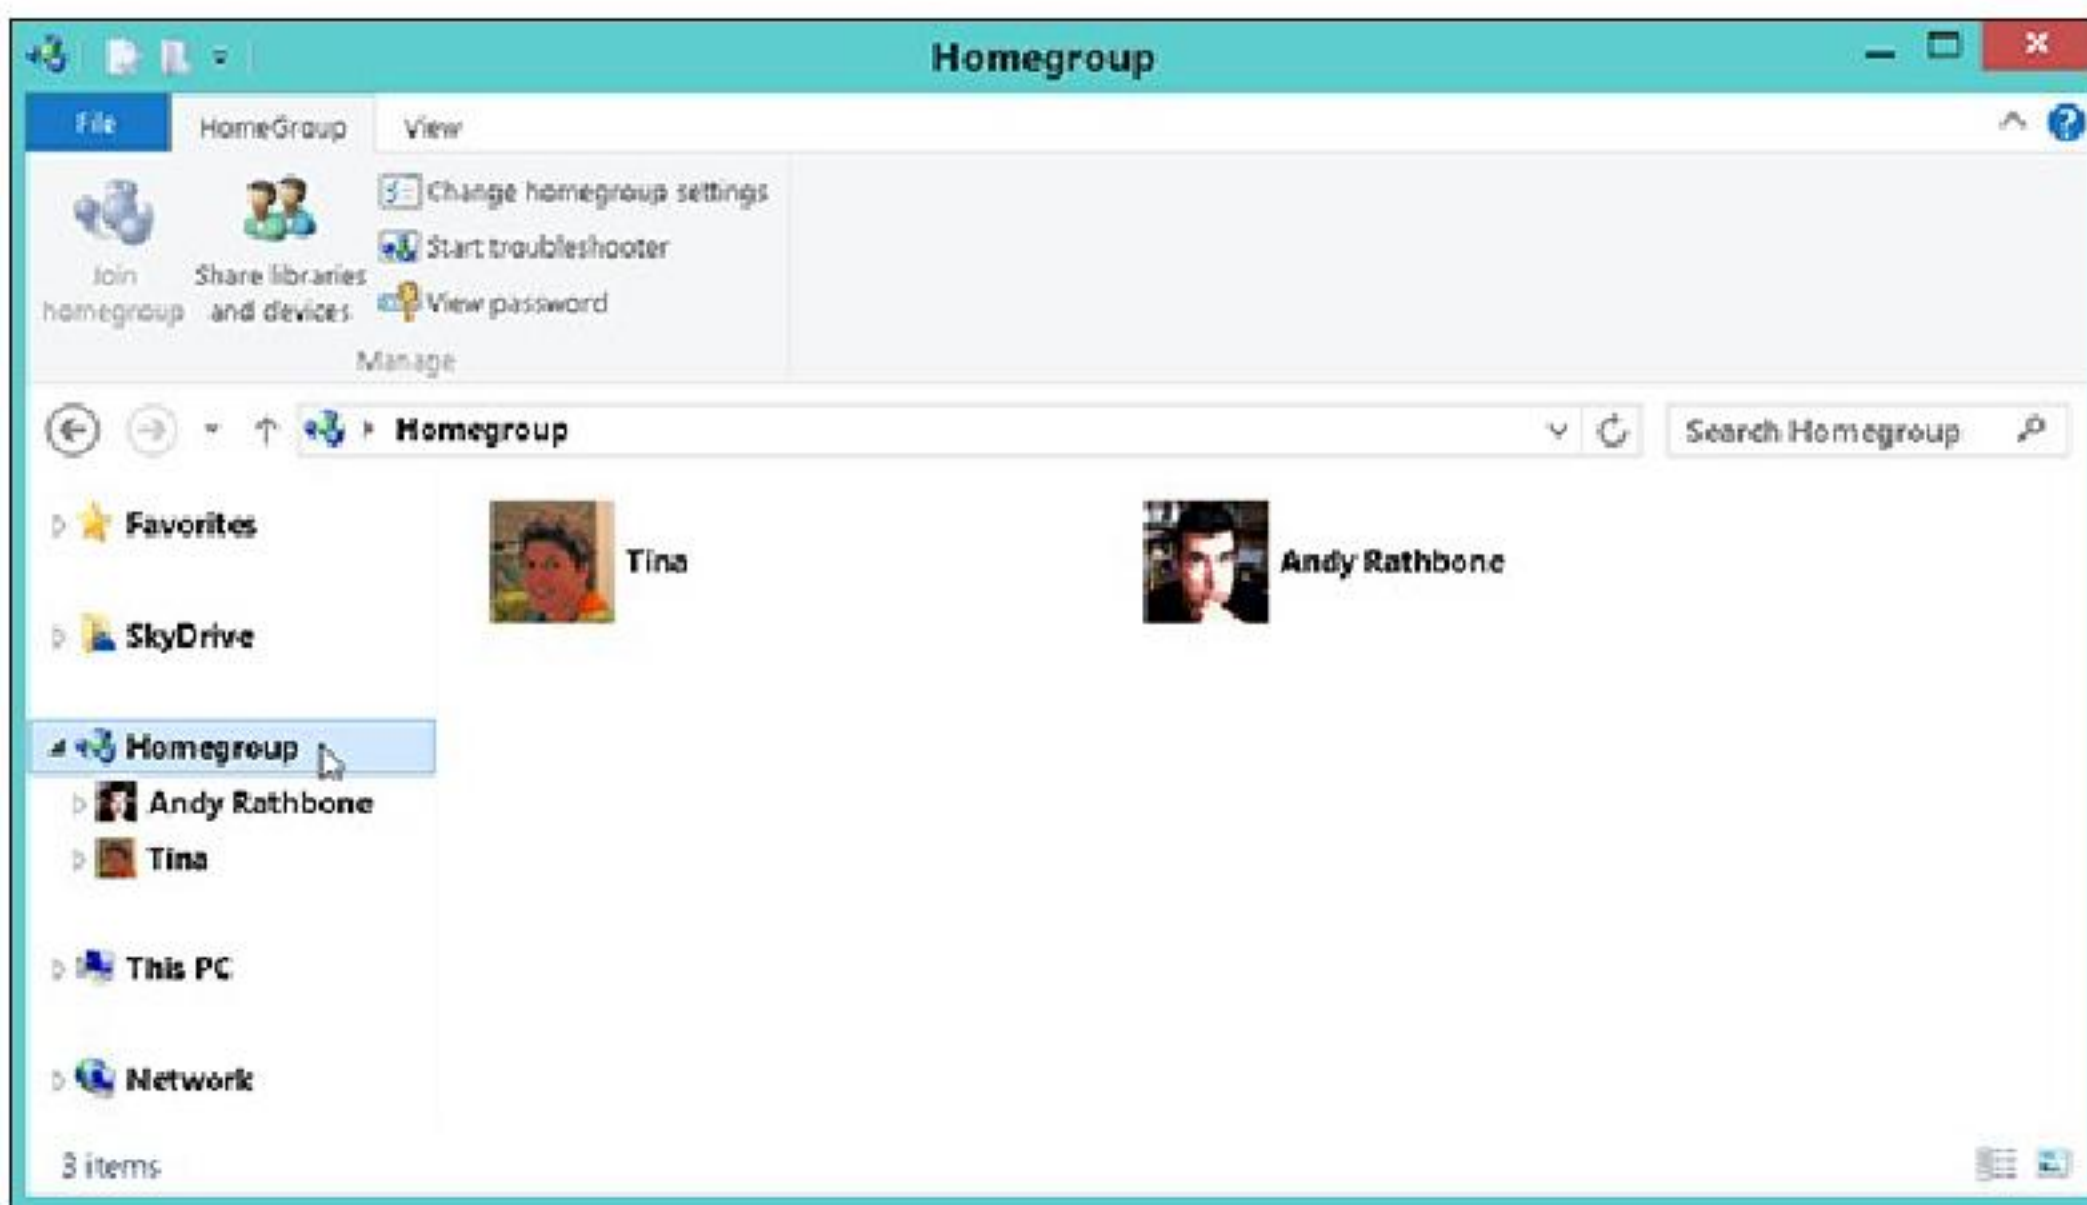 Homegroup
File
HomeGroup
View
Join
homegroup
Share libraries
and devices
Change homegroup settings
Start troubleshooter
View password
Manage
Homegroup
Search Homegroup
Favorites
SkyDrive
Homegroup
Andy Rathbone
Tina
This PC
Network
Tina
Andy Rathbone
3 items